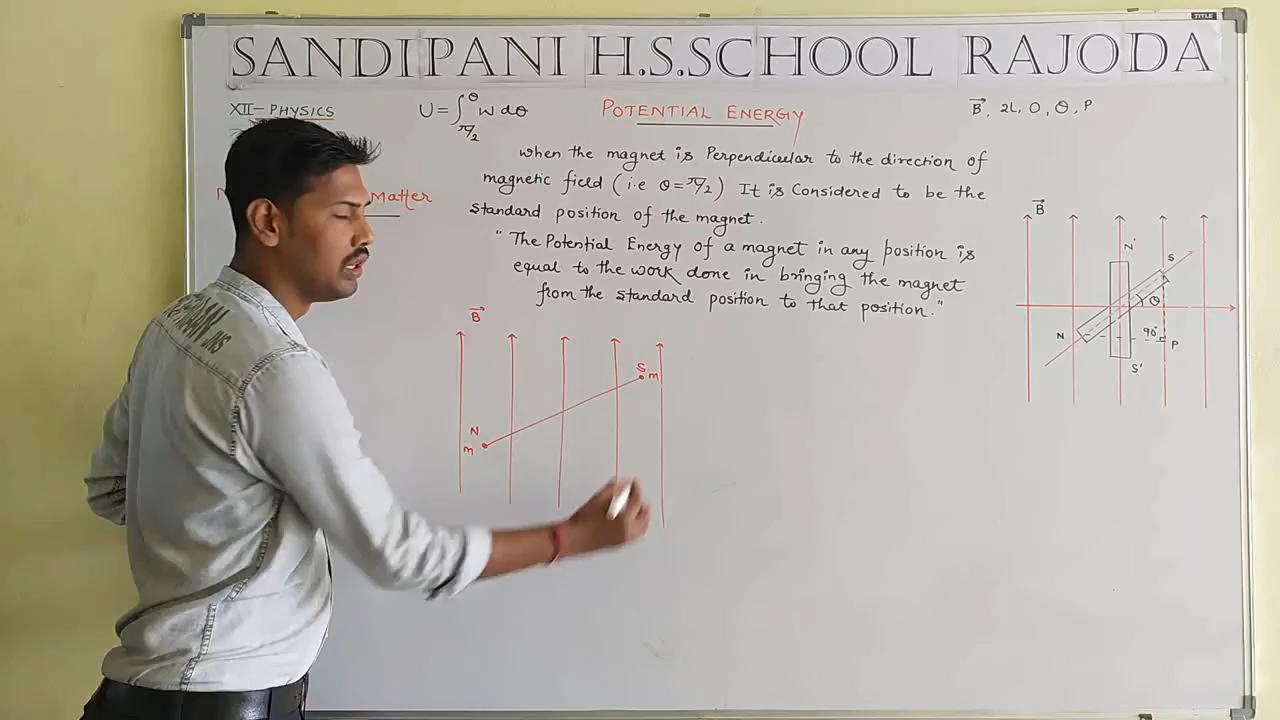 TITLE
SANDIPANI H.S.SCHOOL RAJODA
XII- PHYSICS
U = ∫_{π/2}^{θ} W dθ
POTENTIAL ENERGY
B⃗, 2L, O, θ, P
Matter
when the magnet is Perpendicular to the direction of
magnetic field (i.e θ = π/2) It is Considered to be the
standard position of the magnet.
"The Potential Energy of a magnet in any position is
equal to the work done in bringing the magnet
from the standard position to that position."
B⃗
N'
S
θ
N
90°
P
S'
B⃗
S
m
N
m